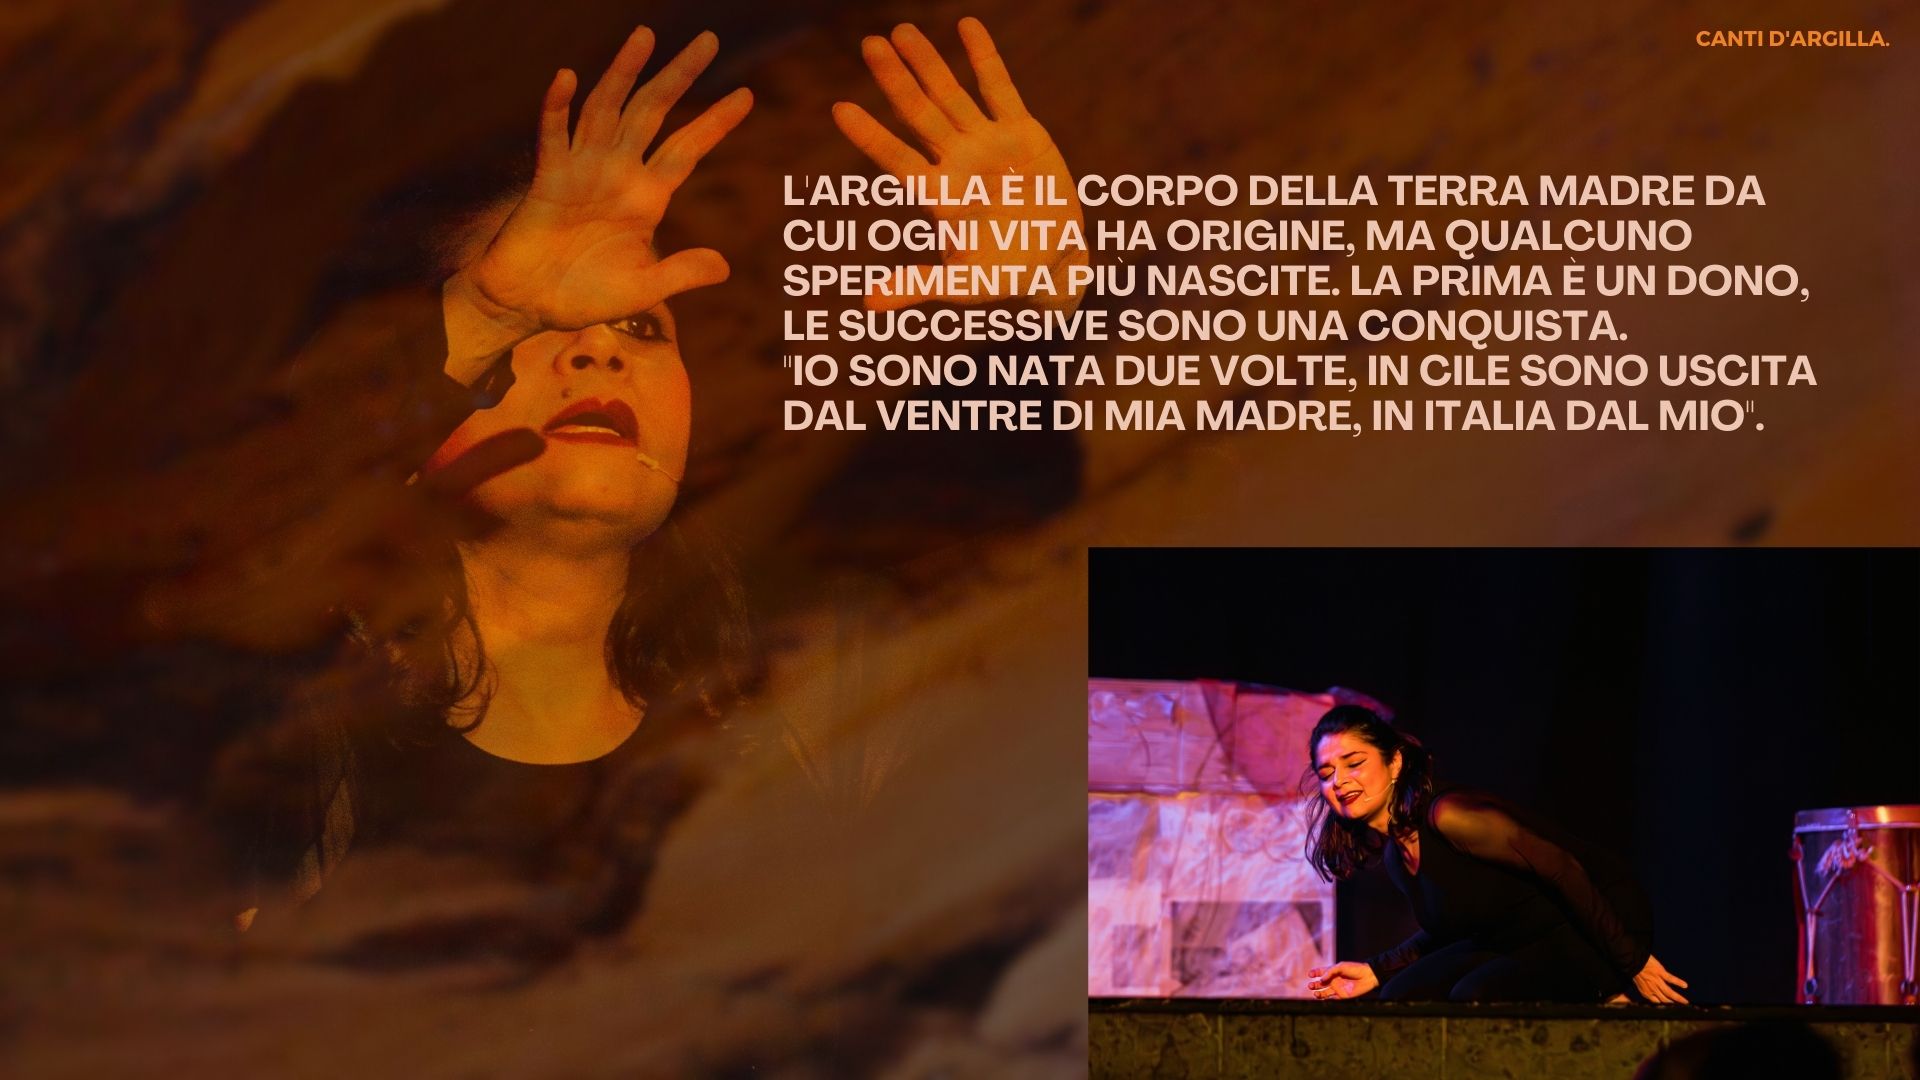 CANTI D'ARGILLA.
L'ARGILLA È IL CORPO DELLA TERRA MADRE DA
CUI OGNI VITA HA ORIGINE, MA QUALCUNO
SPERIMENTA PIÙ NASCITE. LA PRIMA È UN DONO,
LE SUCCESSIVE SONO UNA CONQUISTA.
"IO SONO NATA DUE VOLTE, IN CILE SONO USCITA
DAL VENTRE DI MIA MADRE, IN ITALIA DAL MIO".